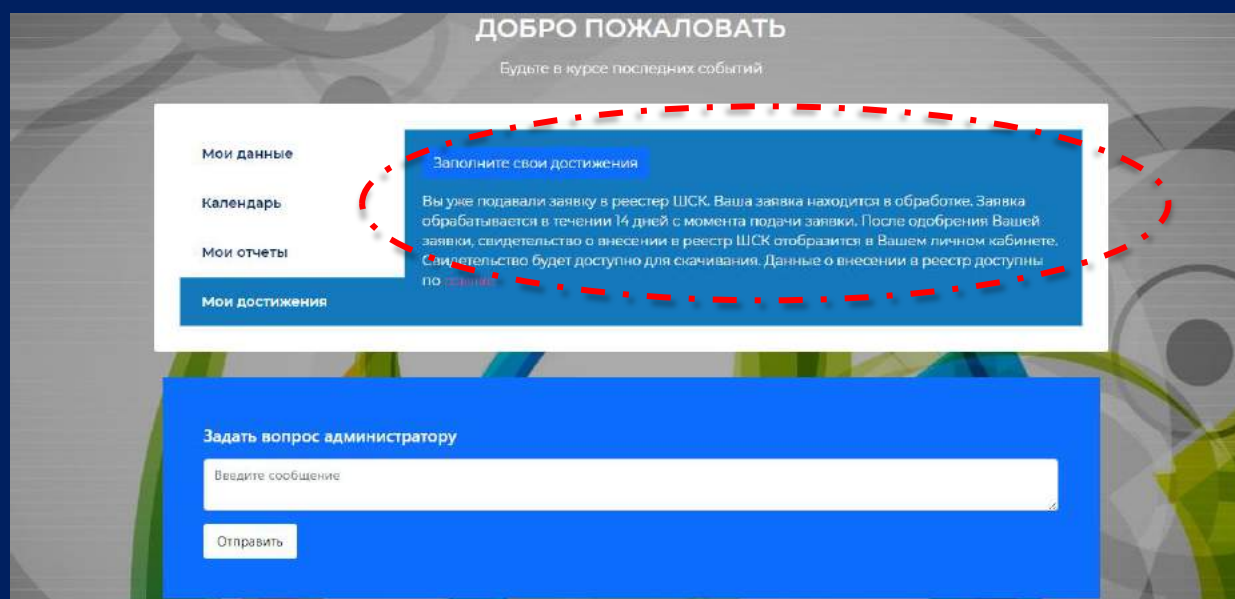 ДОБРО ПОЖАЛОВАТЬ
Будьте в курсе последних событий
Мои данные
Календарь
Мои отчеты
Мои достижения
Заполните свои достижения
Вы уже подавали заявку в реестер ШСК. Ваша заявка находится в обработке. Заявка
обрабатывается в течении 14 дней с момента подачи заявки. После одобрения Вашей
заявки, свидетельство о внесении в реестр ШСК отобразится в Вашем личном кабинете.
Свидетельство будет доступно для скачивания. Данные о внесении в реестр доступны
по
Задать вопрос администратору
Введите сообщение
Отправить